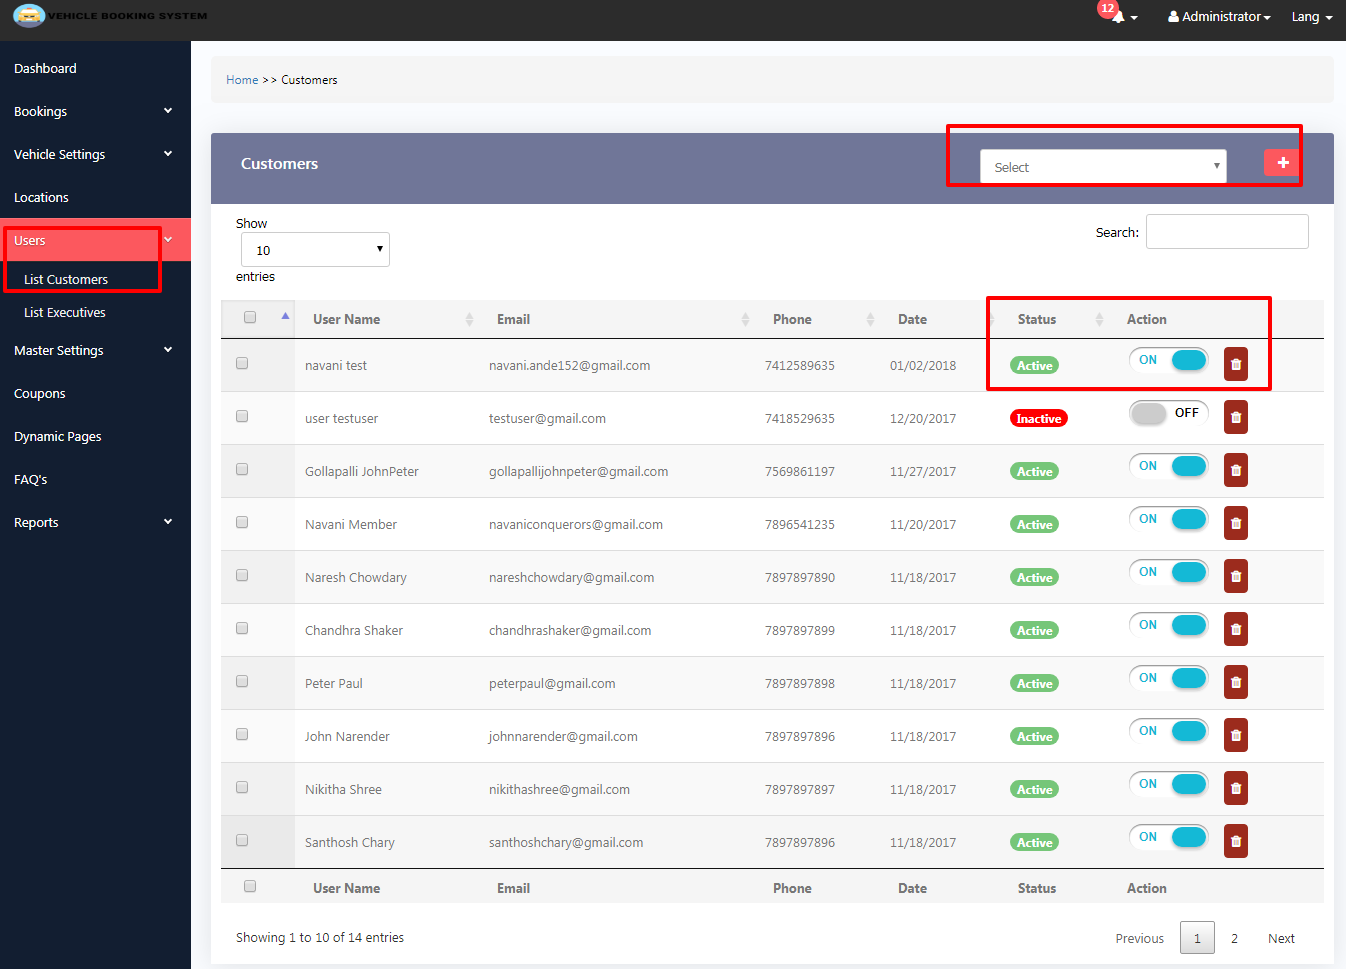 VEHICLE BOOKING SYSTEM
12
Administrator
Lang
Dashboard
Bookings
Vehicle Settings
Locations
Users
List Customers
List Executives
Master Settings
Coupons
Dynamic Pages
FAQ's
Reports
Home >> Customers
Customers
Select
+
Show
10
entries
Search:
User Name Email Phone Date Status Action
navani test navani.ande152@gmail.com 7412589635 01/02/2018 Active ON
user testuser testuser@gmail.com 7418529635 12/20/2017 Inactive OFF
Gollapalli JohnPeter gollapallijohnpeter@gmail.com 7569861197 11/27/2017 Active ON
Navani Member navaniconquerors@gmail.com 7896541235 11/20/2017 Active ON
Naresh Chowdary nareshchowdary@gmail.com 7897897890 11/18/2017 Active ON
Chandhra Shaker chandhrashaker@gmail.com 7897897899 11/18/2017 Active ON
Peter Paul peterpaul@gmail.com 7897897898 11/18/2017 Active ON
John Narender johnnarender@gmail.com 7897897896 11/18/2017 Active ON
Nikitha Shree nikithashree@gmail.com 7897897897 11/18/2017 Active ON
Santhosh Chary santhoshchary@gmail.com 7897897896 11/18/2017 Active ON
User Name Email Phone Date Status Action
Showing 1 to 10 of 14 entries
Previous 1 2 Next